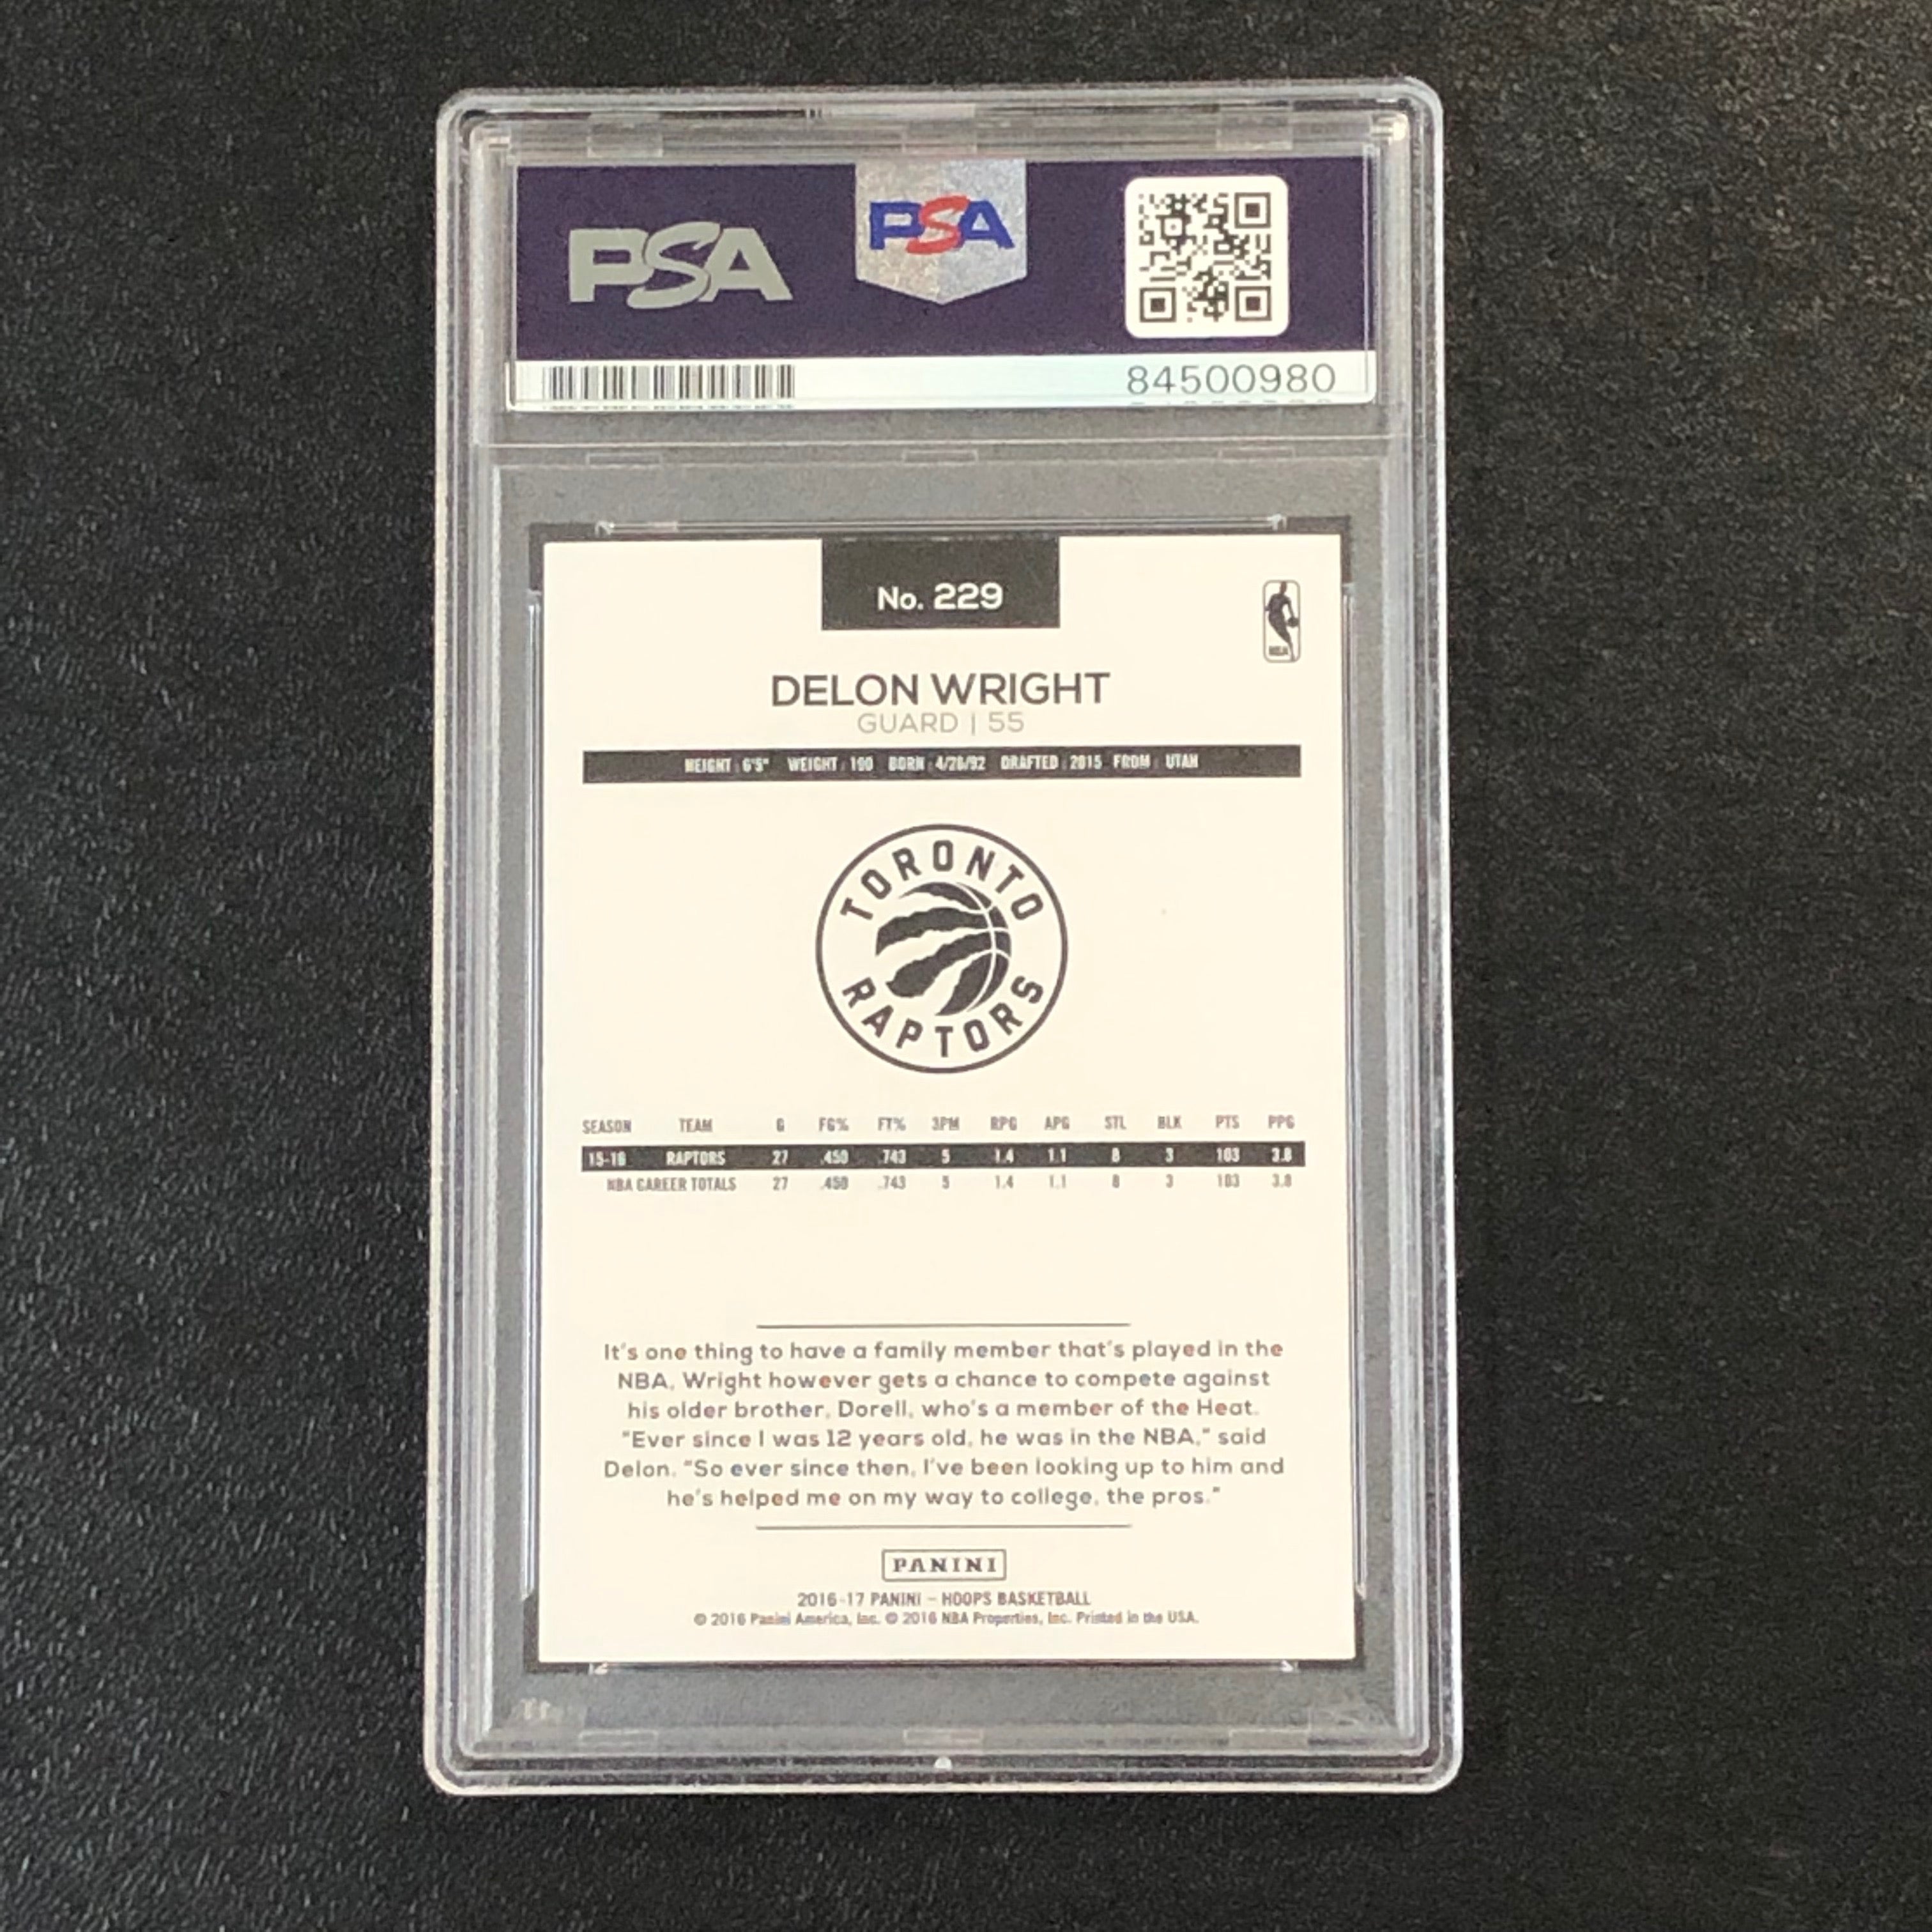 PSA
PSA
84500980
No. 229
NBA
DELON WRIGHT
GUARD | 55
HEIGHT : 6'5" WEIGHT : 190 BORN : 4/26/92 DRAFTED : 2015 FROM : UTAH
TORONTO
RAPTORS
SEASON TEAM G FG% FT% 3PM RPG APG STL BLK PTS PPG
15-16 RAPTORS 27 .450 .743 5 1.4 1.1 8 3 103 3.8
NBA CAREER TOTALS 27 .450 .743 5 1.4 1.1 8 3 103 3.8
It's one thing to have a family member that's played in the
NBA, Wright however gets a chance to compete against
his older brother, Dorell, who's a member of the Heat.
"Ever since I was 12 years old, he was in the NBA," said
Delon. "So ever since then, I've been looking up to him and
he's helped me on my way to college, the pros."
PANINI
2016-17 PANINI – HOOPS BASKETBALL
© 2016 Panini America, Inc. © 2016 NBA Properties, Inc. Printed in the USA.